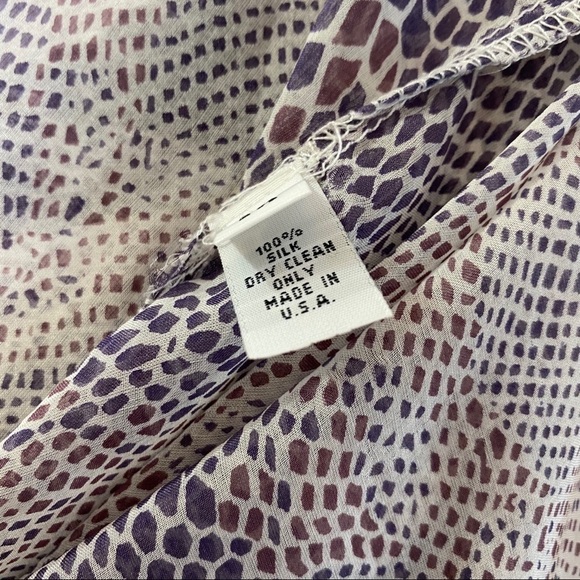 100%
SILK
DRY CLEAN
ONLY
MADE IN
U.S.A.